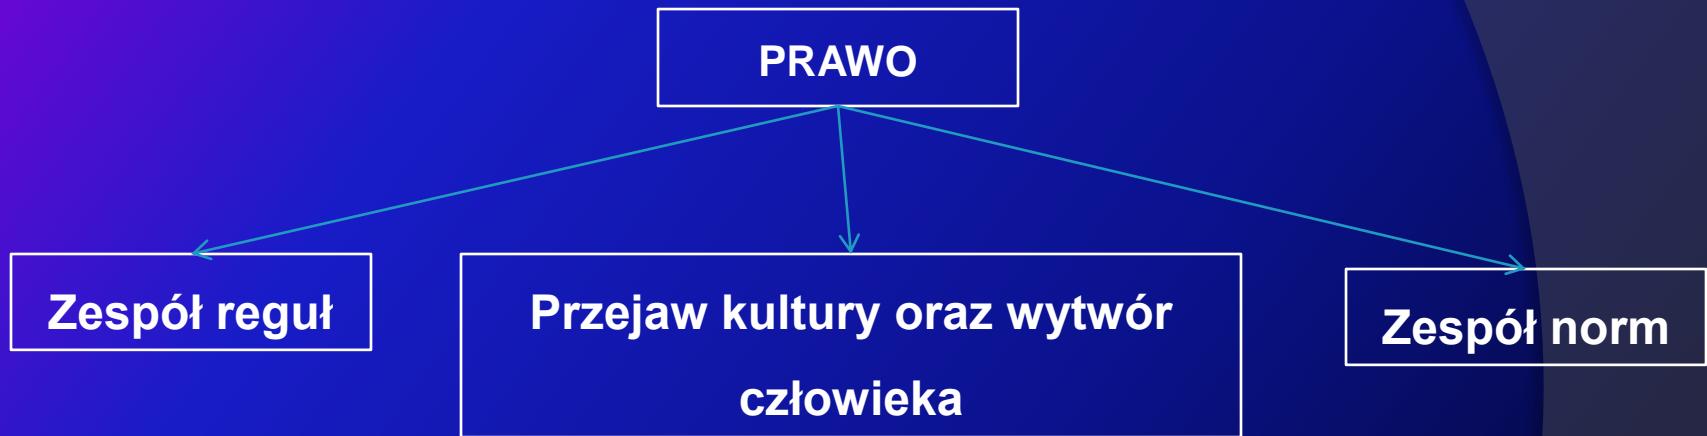 PRAWO
Zespół reguł
Przejaw kultury oraz wytwór
człowieka
Zespół norm